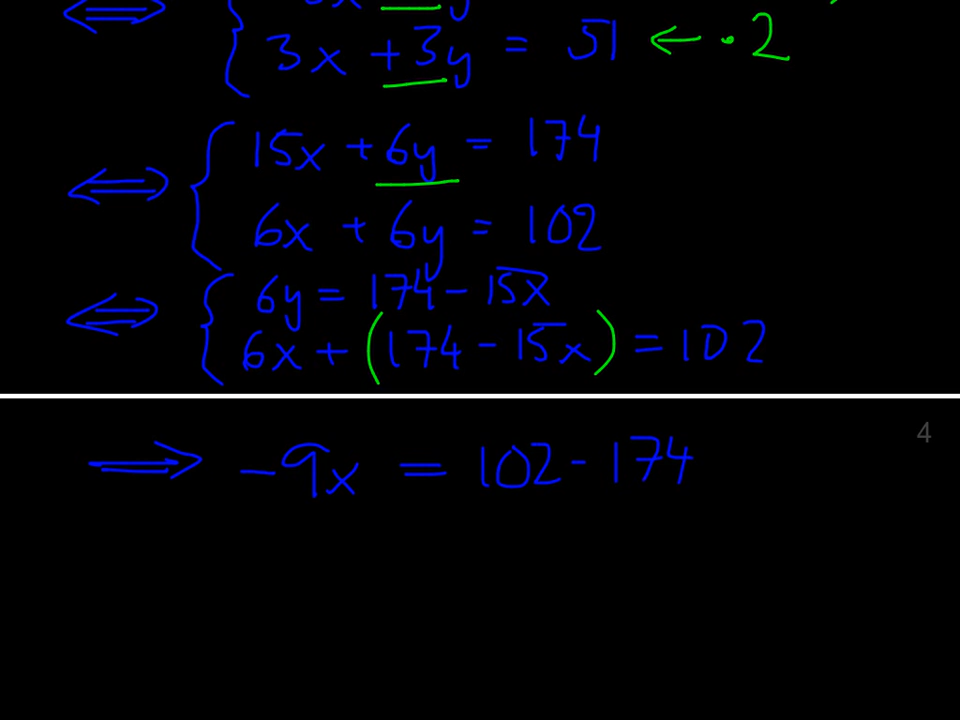 ⟺ 3x + 3y = 51 ← · 2
⟺ 15x + 6y = 174
6x + 6y = 102
⟺ 6y = 174 - 15x
6x + (174 - 15x) = 102
4
⟹ -9x = 102 - 174